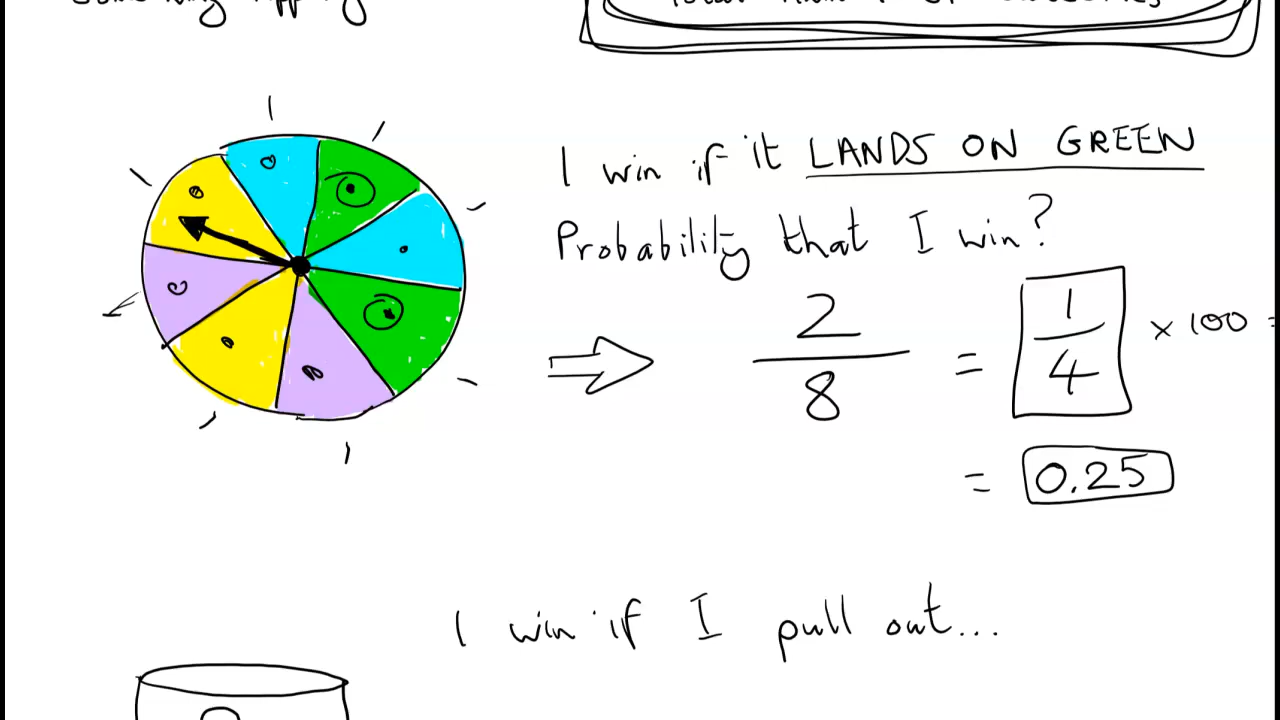 I win if it LANDS ON GREEN
Probability that I win?
2/8 = 1/4 × 100 =
= 0.25
I win if I pull out...